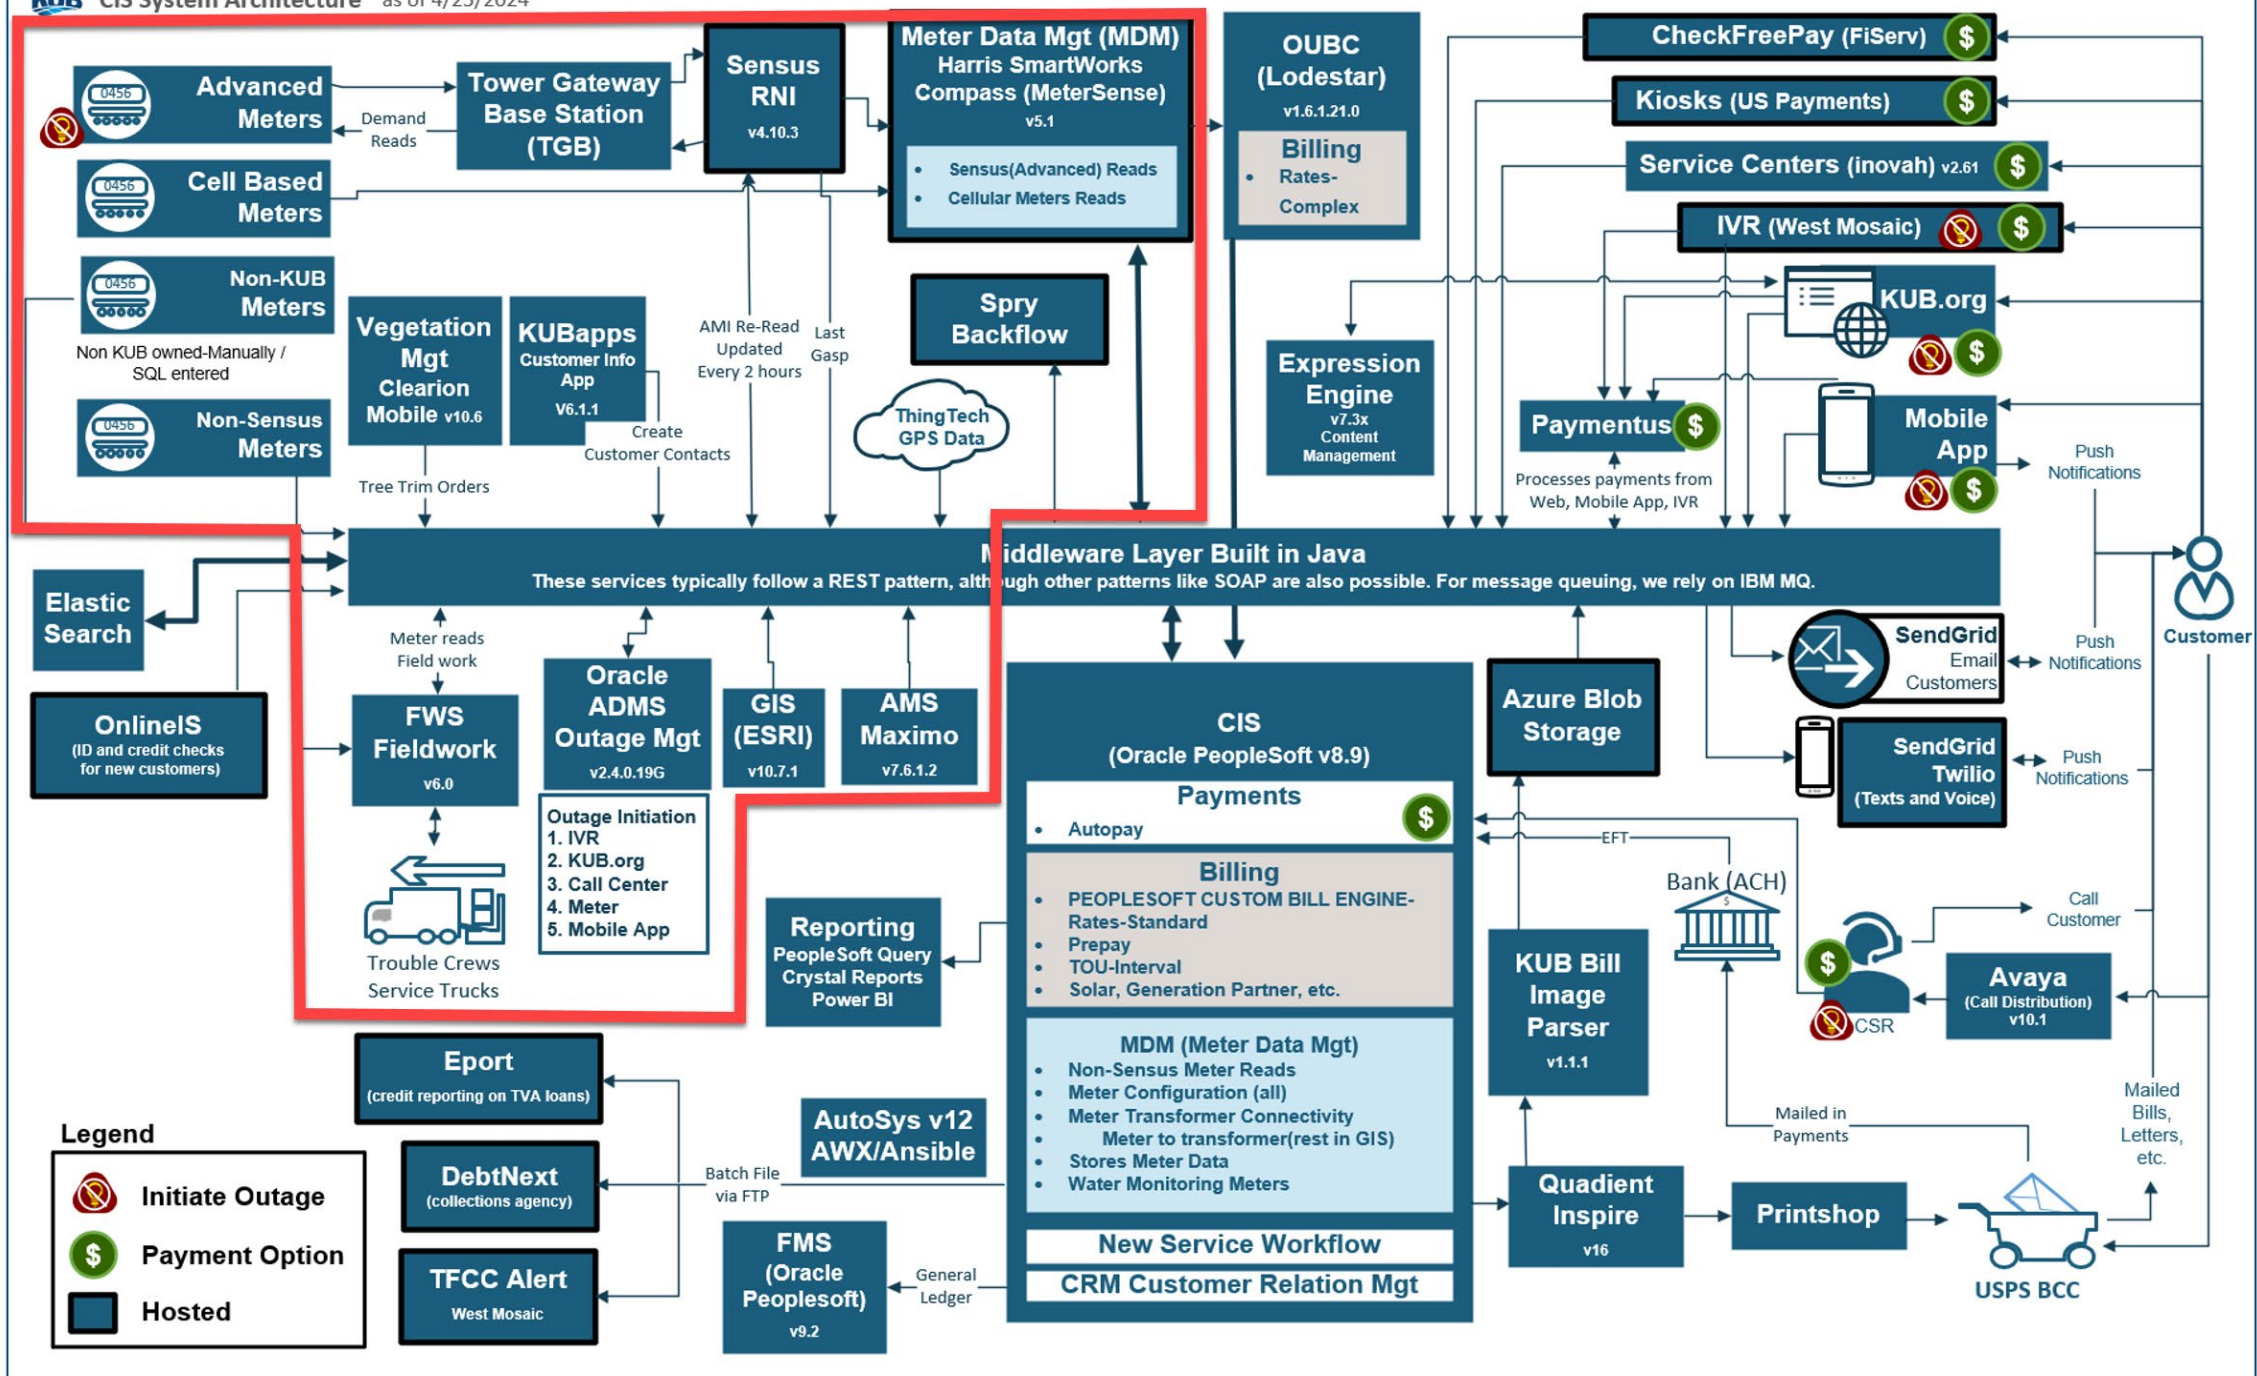 KUB CIS System Architecture as of 4/25/2024
0456
Advanced
Meters
Demand
Reads
Tower Gateway
Base Station
(TGB)
Sensus
RNI
v4.10.3
Meter Data Mgt (MDM)
Harris SmartWorks
Compass (MeterSense)
v5.1
• Sensus(Advanced) Reads
• Cellular Meters Reads
OUBC
(Lodestar)
v1.6.1.21.0
Billing
• Rates-
Complex
CheckFreePay (FiServ) $
Kiosks (US Payments) $
Service Centers (inovah) v2.61 $
IVR (West Mosaic) $
0456
Cell Based
Meters
0456
Non-KUB
Meters
Non KUB owned-Manually /
SQL entered
0456
Non-Sensus
Meters
Vegetation
Mgt
Clearion
Mobile v10.6
Tree Trim Orders
KUBapps
Customer Info
App
V6.1.1
Create
Customer Contacts
AMI Re-Read
Updated
Every 2 hours
Last
Gasp
Spry
Backflow
ThingTech
GPS Data
Expression
Engine
v7.3x
Content
Management
KUB.org
$
Paymentus $
Processes payments from
Web, Mobile App, IVR
Mobile
App
$
Push
Notifications
Middleware Layer Built in Java
These services typically follow a REST pattern, although other patterns like SOAP are also possible. For message queuing, we rely on IBM MQ.
Customer
Elastic
Search
OnlineIS
(ID and credit checks
for new customers)
Meter reads
Field work
FWS
Fieldwork
v6.0
Trouble Crews
Service Trucks
Oracle
ADMS
Outage Mgt
v2.4.0.19G
Outage Initiation
1. IVR
2. KUB.org
3. Call Center
4. Meter
5. Mobile App
GIS
(ESRI)
v10.7.1
AMS
Maximo
v7.6.1.2
CIS
(Oracle PeopleSoft v8.9)
Payments
• Autopay
$
Billing
• PEOPLESOFT CUSTOM BILL ENGINE-
Rates-Standard
• Prepay
• TOU-Interval
• Solar, Generation Partner, etc.
MDM (Meter Data Mgt)
• Non-Sensus Meter Reads
• Meter Configuration (all)
• Meter Transformer Connectivity
• Meter to transformer(rest in GIS)
• Stores Meter Data
• Water Monitoring Meters
New Service Workflow
CRM Customer Relation Mgt
Azure Blob
Storage
SendGrid
Email
Customers
Push
Notifications
SendGrid
Twilio
(Texts and Voice)
Push
Notifications
EFT
Bank (ACH)
$
Call
Customer
$
CSR
Avaya
(Call Distribution)
v10.1
KUB Bill
Image
Parser
v1.1.1
Reporting
PeopleSoft Query
Crystal Reports
Power BI
Eport
(credit reporting on TVA loans)
DebtNext
(collections agency)
TFCC Alert
West Mosaic
AutoSys v12
AWX/Ansible
Batch File
via FTP
FMS
(Oracle
Peoplesoft)
v9.2
General
Ledger
Quadient
Inspire
v16
Printshop
Mailed in
Payments
Mailed
Bills,
Letters,
etc.
USPS BCC
Legend
Initiate Outage
$ Payment Option
Hosted